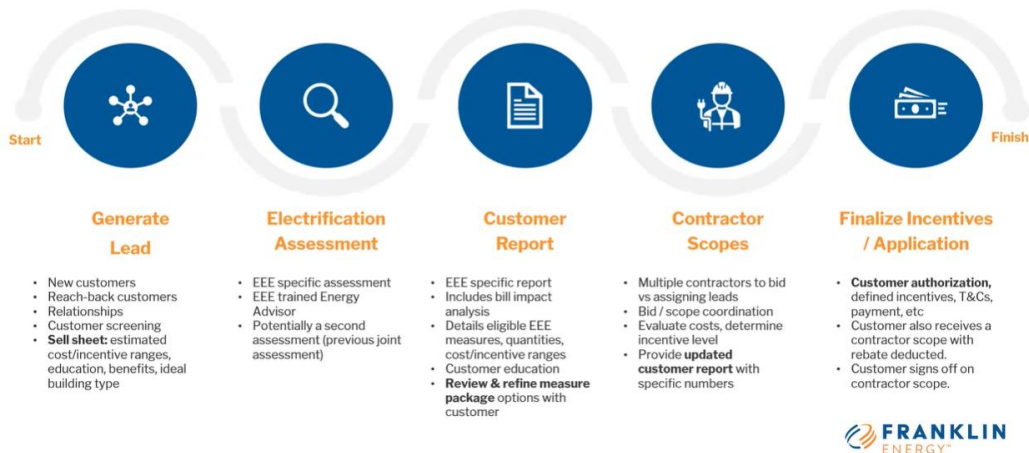 Start
Finish
Generate
Lead
• New customers
• Reach-back customers
• Relationships
• Customer screening
• Sell sheet: estimated
cost/incentive ranges,
education, benefits, ideal
building type
Electrification
Assessment
• EEE specific assessment
• EEE trained Energy
Advisor
• Potentially a second
assessment (previous joint
assessment)
Customer
Report
• EEE specific report
• Includes bill impact
analysis
• Details eligible EEE
measures, quantities,
cost/incentive ranges
• Customer education
• Review & refine measure
package options with
customer
Contractor
Scopes
• Multiple contractors to bid
vs assigning leads
• Bid / scope coordination
• Evaluate costs, determine
incentive level
• Provide updated
customer report with
specific numbers
Finalize Incentives
/ Application
• Customer authorization,
defined incentives, T&Cs,
payment, etc
• Customer also receives a
contractor scope with
rebate deducted.
• Customer signs off on
contractor scope.
FRANKLIN
ENERGY™